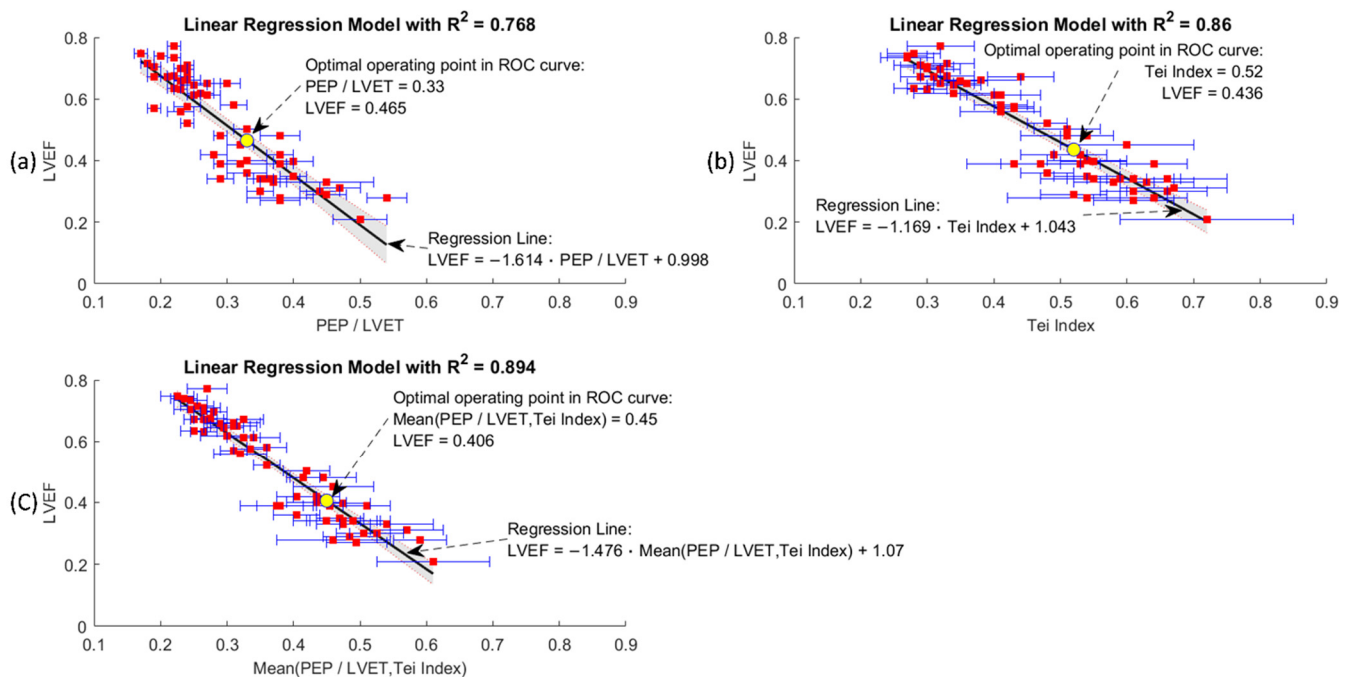 (a)
Linear Regression Model with R² = 0.768
0.8
0.6
0.4
0.2
0
LVEF
Optimal operating point in ROC curve:
PEP / LVET = 0.33
LVEF = 0.465
Regression Line:
LVEF = −1.614 · PEP / LVET + 0.998
0.1 0.2 0.3 0.4 0.5 0.6 0.7 0.8 0.9
PEP / LVET
(b)
Linear Regression Model with R² = 0.86
0.8
0.6
0.4
0.2
0
LVEF
Optimal operating point in ROC curve:
Tei Index = 0.52
LVEF = 0.436
Regression Line:
LVEF = −1.169 · Tei Index + 1.043
0.1 0.2 0.3 0.4 0.5 0.6 0.7 0.8 0.9
Tei Index
(C)
Linear Regression Model with R² = 0.894
0.8
0.6
0.4
0.2
0
LVEF
Optimal operating point in ROC curve:
Mean(PEP / LVET,Tei Index) = 0.45
LVEF = 0.406
Regression Line:
LVEF = −1.476 · Mean(PEP / LVET,Tei Index) + 1.07
0.1 0.2 0.3 0.4 0.5 0.6 0.7 0.8 0.9
Mean(PEP / LVET,Tei Index)